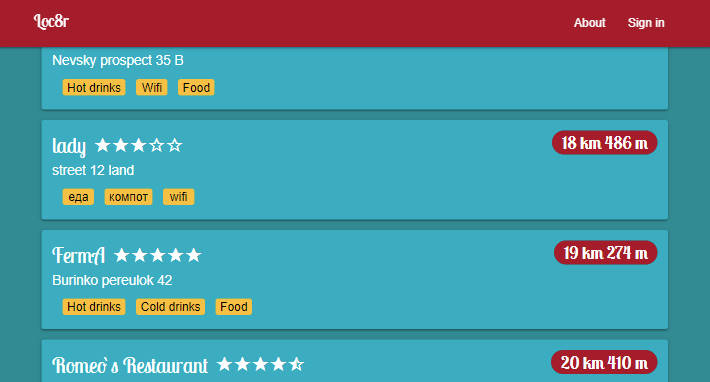 Loc8r About Sign in
Nevsky prospect 35 B
Hot drinks Wifi Food
lady 18 km 486 m
street 12 land
еда компот wifi
FermA 19 km 274 m
Burinko pereulok 42
Hot drinks Cold drinks Food
Romeo`s Restaurant 20 km 410 m